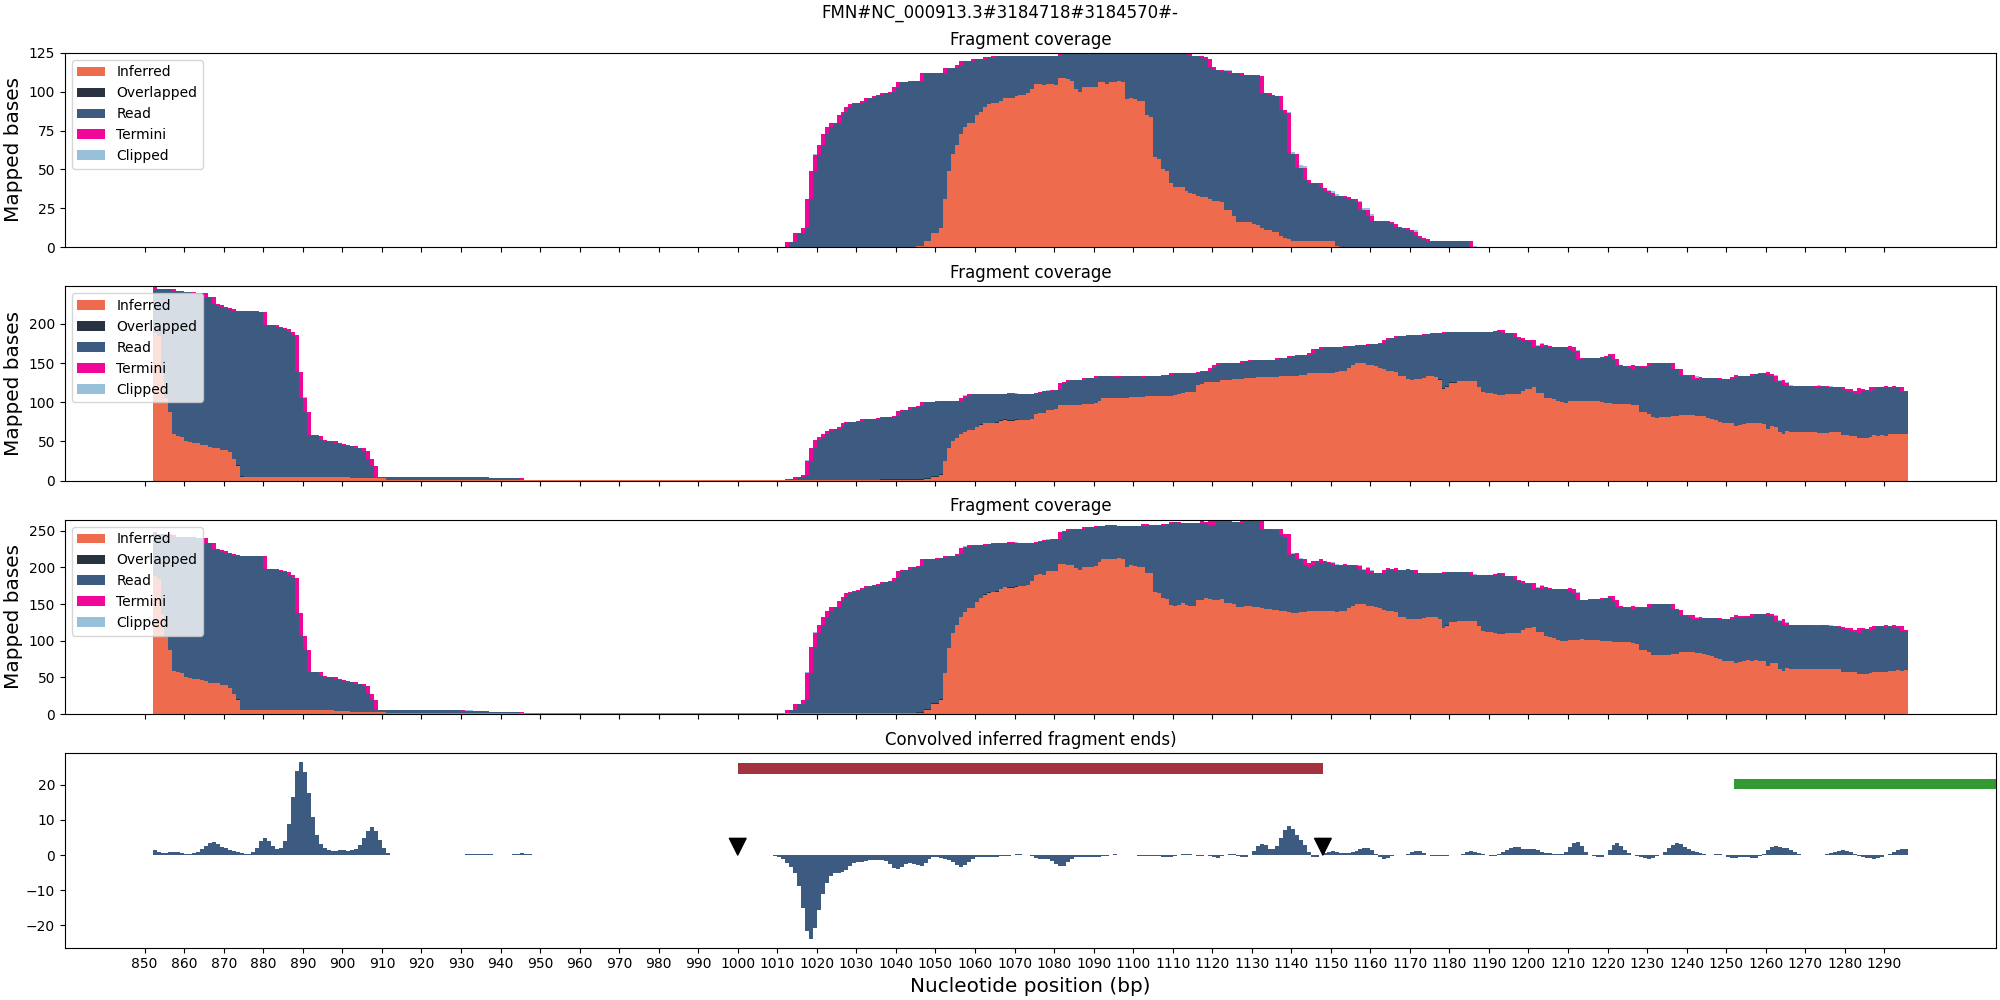 FMN#NC_000913.3#3184718#3184570#-
Fragment coverage
125
100
75
50
25
0
Mapped bases
Inferred
Overlapped
Read
Termini
Clipped
Fragment coverage
200
150
100
50
0
Mapped bases
Inferred
Overlapped
Read
Termini
Clipped
Fragment coverage
250
200
150
100
50
0
Mapped bases
Inferred
Overlapped
Read
Termini
Clipped
Convolved inferred fragment ends)
20
10
0
−10
−20
850 860 870 880 890 900 910 920 930 940 950 960 970 980 990 1000 1010 1020 1030 1040 1050 1060 1070 1080 1090 1100 1110 1120 1130 1140 1150 1160 1170 1180 1190 1200 1210 1220 1230 1240 1250 1260 1270 1280 1290
Nucleotide position (bp)